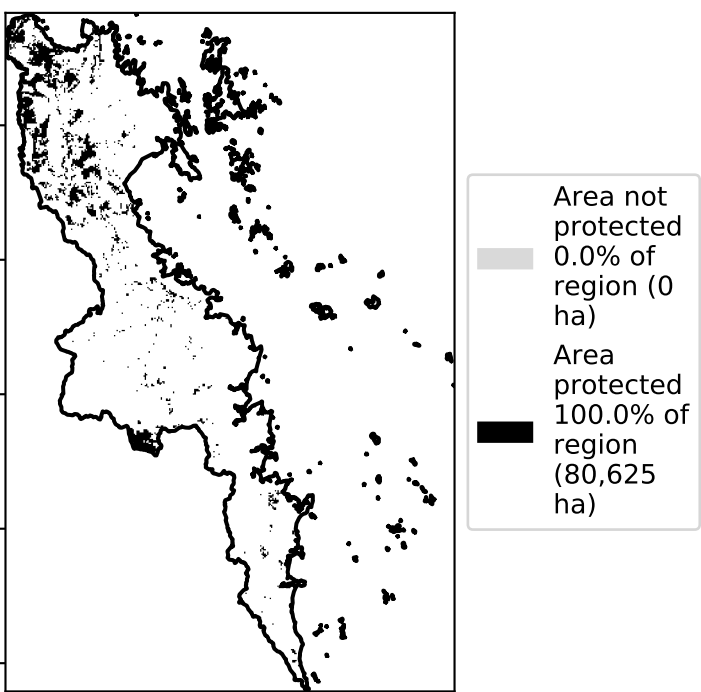 Area not
protected
0.0% of
region (0
ha)
Area
protected
100.0% of
region
(80,625
ha)